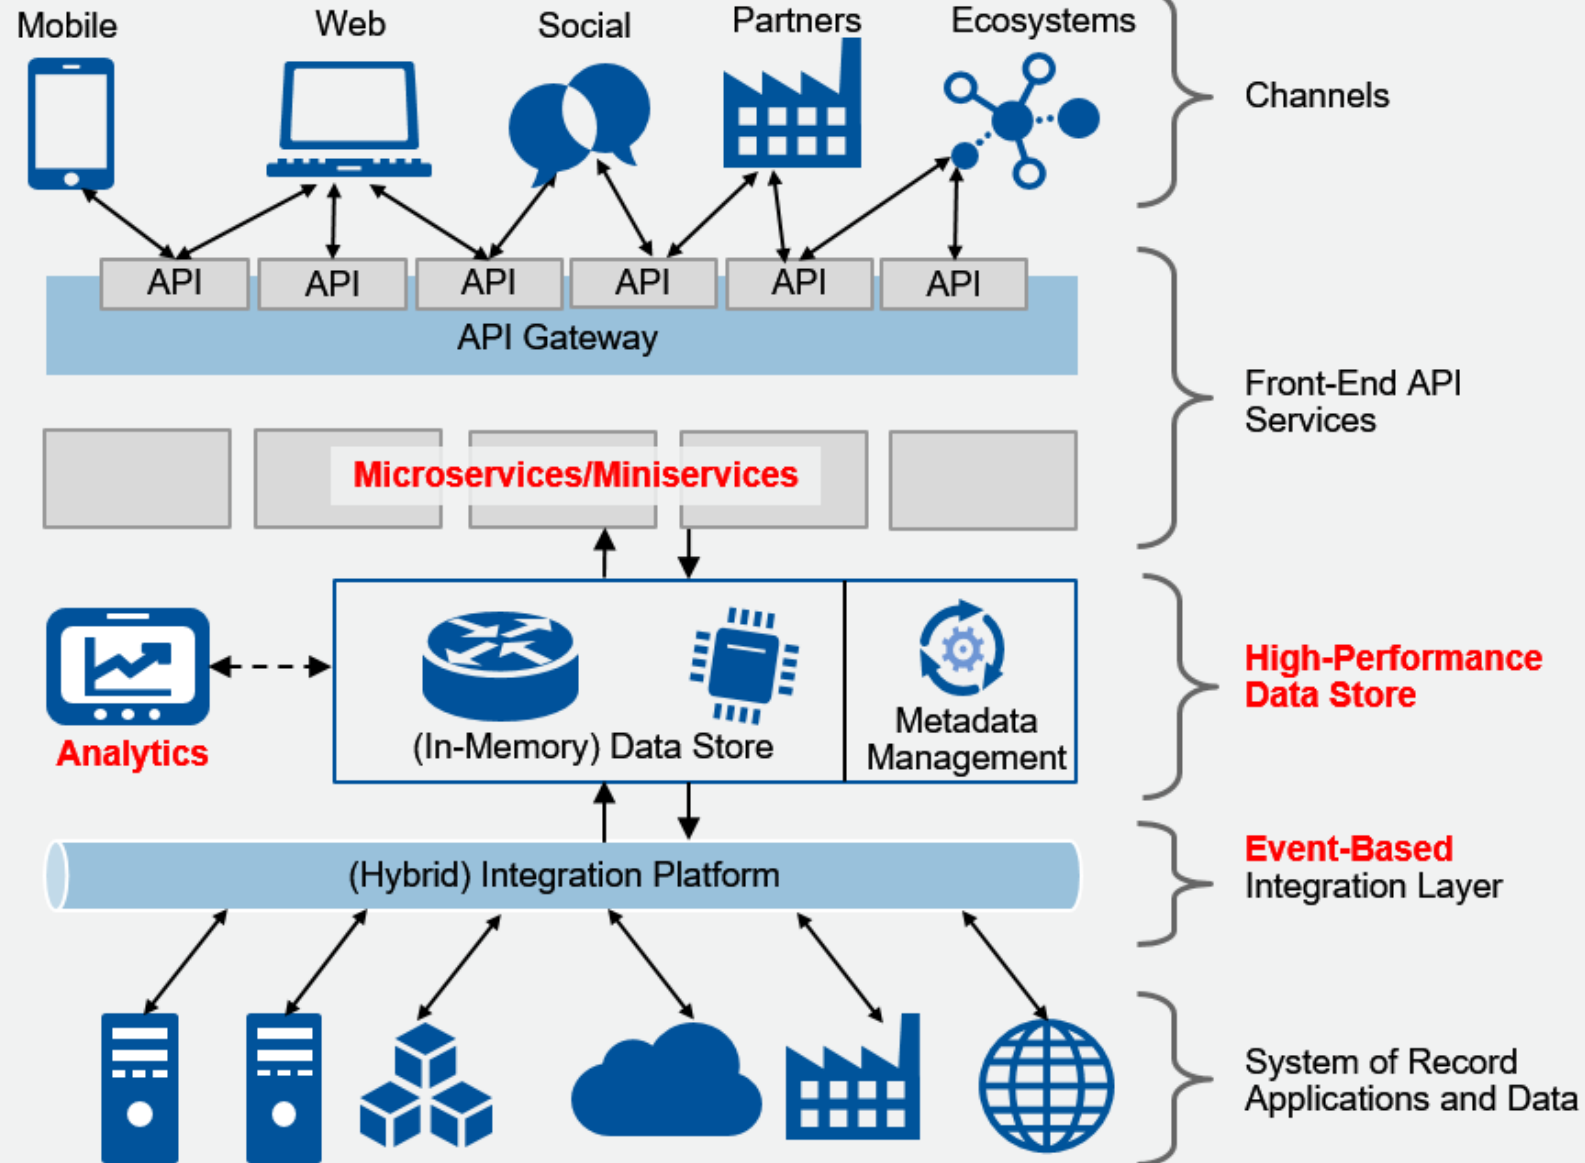 Mobile
Web
Social
Partners
Ecosystems
Channels
API
API
API
API
API
API
API Gateway
Front-End API
Services
Microservices/Miniservices
Analytics
(In-Memory) Data Store
Metadata
Management
High-Performance
Data Store
(Hybrid) Integration Platform
Event-Based
Integration Layer
System of Record
Applications and Data